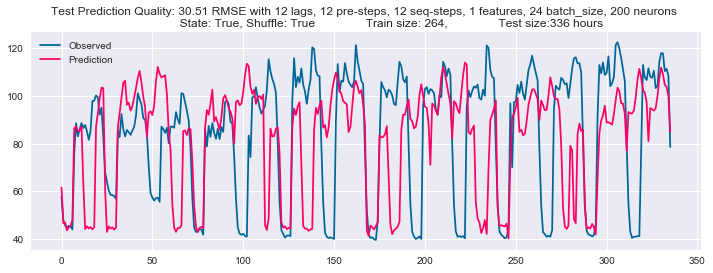 Test Prediction Quality: 30.51 RMSE with 12 lags, 12 pre-steps, 12 seq-steps, 1 features, 24 batch_size, 200 neurons
State: True, Shuffle: True Train size: 264, Test size:336 hours
Observed
Prediction
120
100
80
60
40
0 50 100 150 200 250 300 350